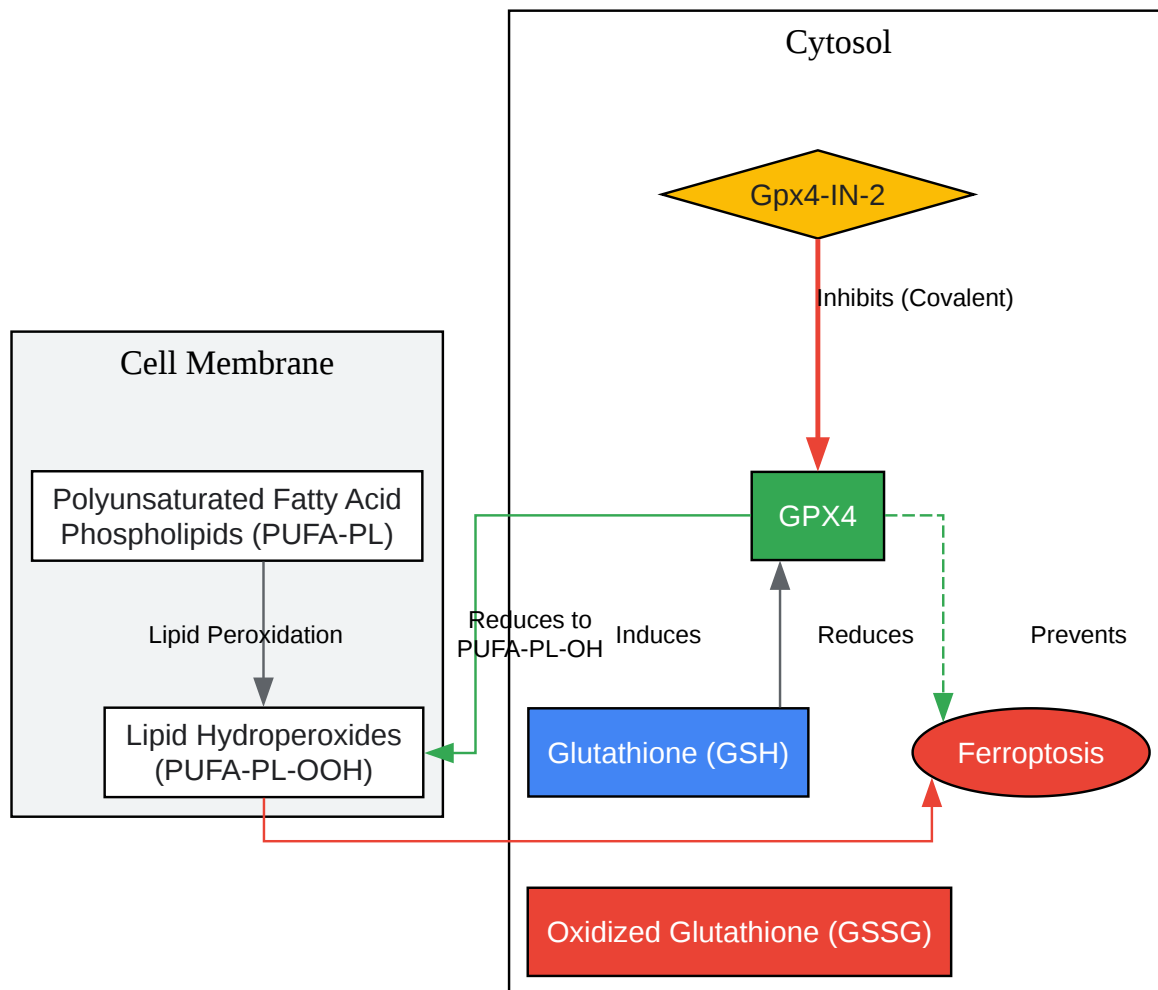 Cytosol
Gpx4-IN-2
Inhibits (Covalent)
Cell Membrane
Polyunsaturated Fatty Acid
Phospholipids (PUFA-PL)
GPX4
Lipid Peroxidation
Reduces to
PUFA-PL-OH
Induces
Reduces
Prevents
Lipid Hydroperoxides
(PUFA-PL-OOH)
Glutathione (GSH)
Ferroptosis
Oxidized Glutathione (GSSG)